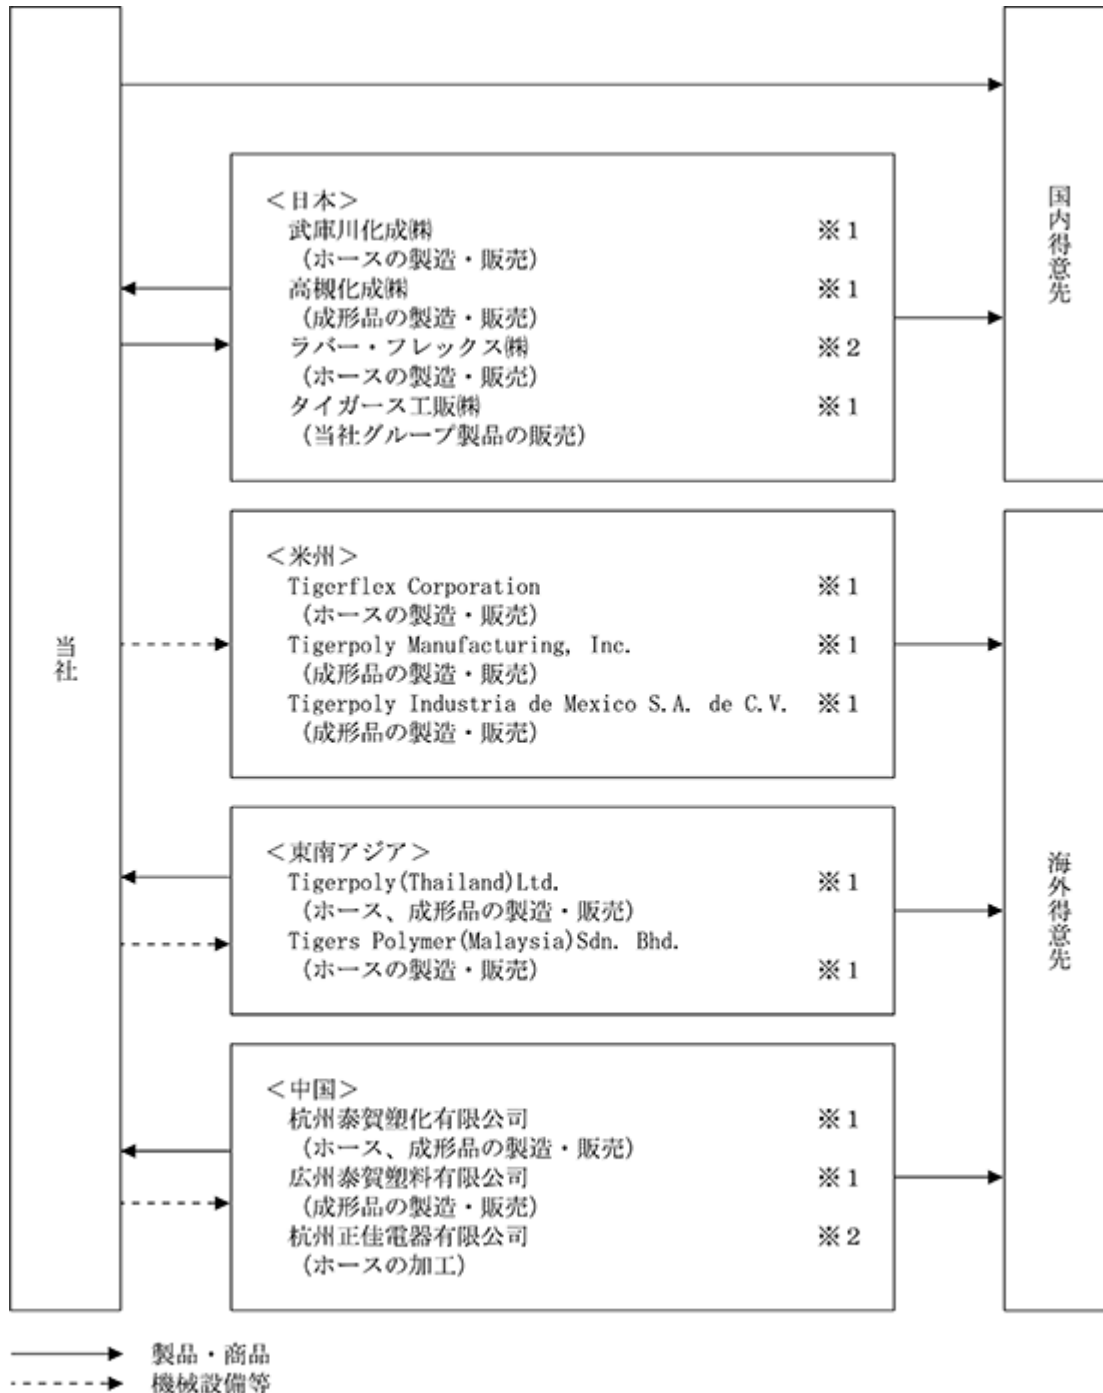 当社
＜日本＞
武庫川化成㈱ ※１
（ホースの製造・販売）
高槻化成㈱ ※１
（成形品の製造・販売）
ラバー・フレックス㈱ ※２
（ホースの製造・販売）
タイガース工販㈱ ※１
（当社グループ製品の販売）
国内得意先
＜米州＞
Tigerflex Corporation ※１
（ホースの製造・販売）
Tigerpoly Manufacturing, Inc. ※１
（成形品の製造・販売）
Tigerpoly Industria de Mexico S.A. de C.V. ※１
（成形品の製造・販売）
＜東南アジア＞
Tigerpoly(Thailand)Ltd. ※１
（ホース、成形品の製造・販売）
Tigers Polymer(Malaysia)Sdn. Bhd.
（ホースの製造・販売） ※１
＜中国＞
杭州泰賀塑化有限公司 ※１
（ホース、成形品の製造・販売）
広州泰賀塑料有限公司 ※１
（成形品の製造・販売）
杭州正佳電器有限公司 ※２
（ホースの加工）
海外得意先
製品・商品
機械設備等